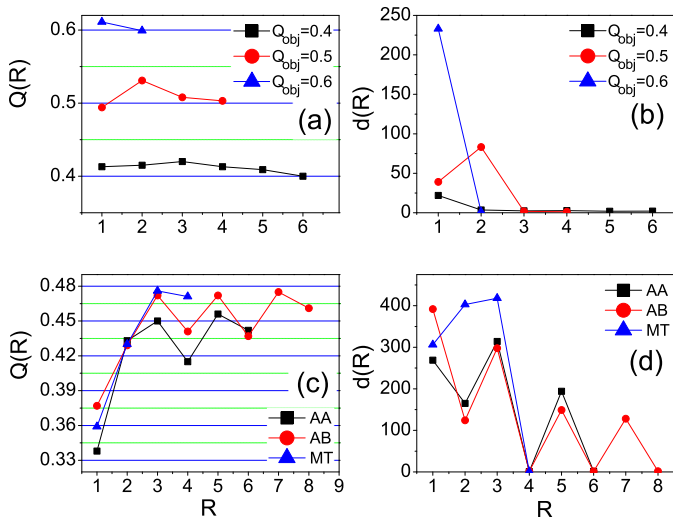 0.6
0.5
0.4
Q(R)
Q_obj=0.4
Q_obj=0.5
Q_obj=0.6
(a)
1 2 3 4 5 6
250
200
150
100
50
0
d(R)
Q_obj=0.4
Q_obj=0.5
Q_obj=0.6
(b)
1 2 3 4 5 6
0.48
0.45
0.42
0.39
0.36
0.33
Q(R)
(c)
AA
AB
MT
1 2 3 4 5 6 7 8 9
R
400
300
200
100
0
d(R)
AA
AB
MT
(d)
1 2 3 4 5 6 7 8
R